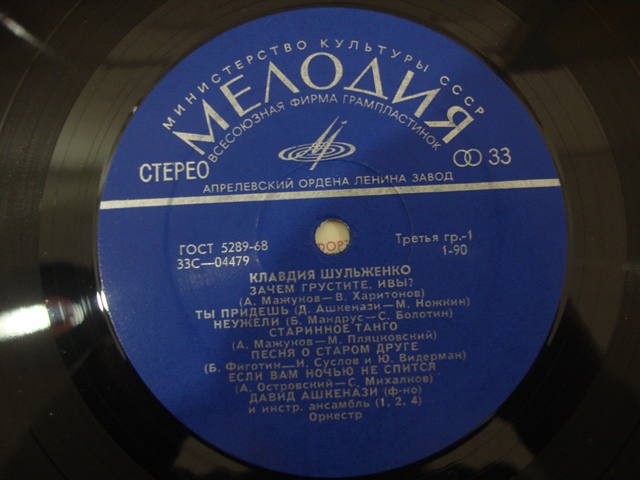 МИНИСТЕРСТВО КУЛЬТУРЫ СССР
МЕЛОДИЯ
ВСЕСОЮЗНАЯ ФИРМА ГРАМПЛАСТИНОК
СТЕРЕО
33
АПРЕЛЕВСКИЙ ОРДЕНА ЛЕНИНА ЗАВОД
ГОСТ 5289-68
33С—04479
Третья гр.-1
1-90
КЛАВДИЯ ШУЛЬЖЕНКО
ЗАЧЕМ ГРУСТИТЕ, ИВЫ?
(А. Мажуков—В. Харитонов)
ТЫ ПРИДЕШЬ (Д. Ашкенази—М. Ножкин)
НЕУЖЕЛИ (Б. Мандрус—С. Болотин)
СТАРИННОЕ ТАНГО
(А. Мажуков—М. Пляцковский)
ПЕСНЯ О СТАРОМ ДРУГЕ
(Б. Фиготин—И. Суслов и Ю. Видерман)
ЕСЛИ ВАМ НОЧЬЮ НЕ СПИТСЯ
(А. Островский—С. Михалков)
ДАВИД АШКЕНАЗИ (ф-но)
и инстр. ансамбль (1, 2, 4)
Оркестр